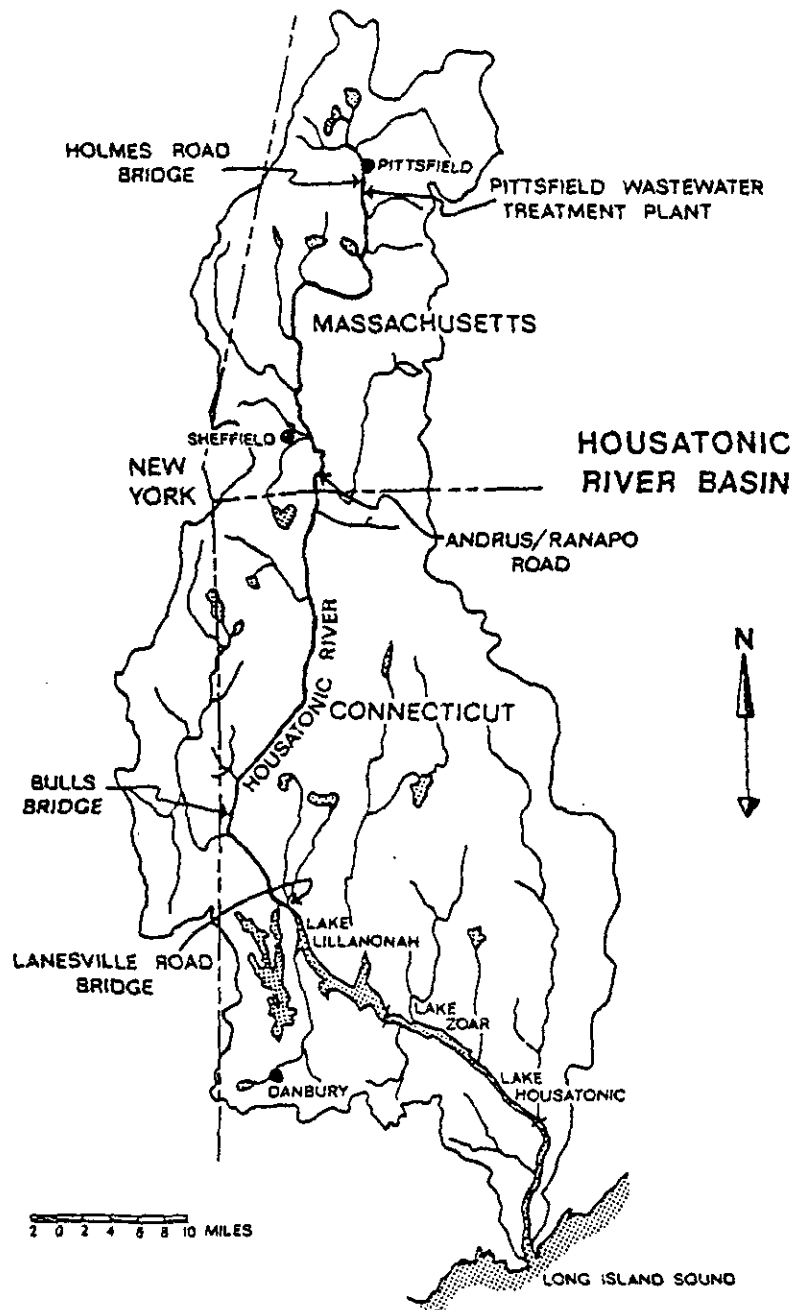 HOLMES ROAD
BRIDGE
PITTSFIELD
PITTSFIELD WASTEWATER
TREATMENT PLANT
MASSACHUSETTS
SHEFFIELD
NEW
YORK
HOUSATONIC
RIVER BASIN
ANDRUS/RANAPO
ROAD
HOUSATONIC RIVER
N
CONNECTICUT
BULLS
BRIDGE
LAKE
LILLANONAH
LANESVILLE ROAD
BRIDGE
LAKE
ZOAR
LAKE
HOUSATONIC
DANBURY
2 0 2 4 6 8 10 MILES
LONG ISLAND SOUND